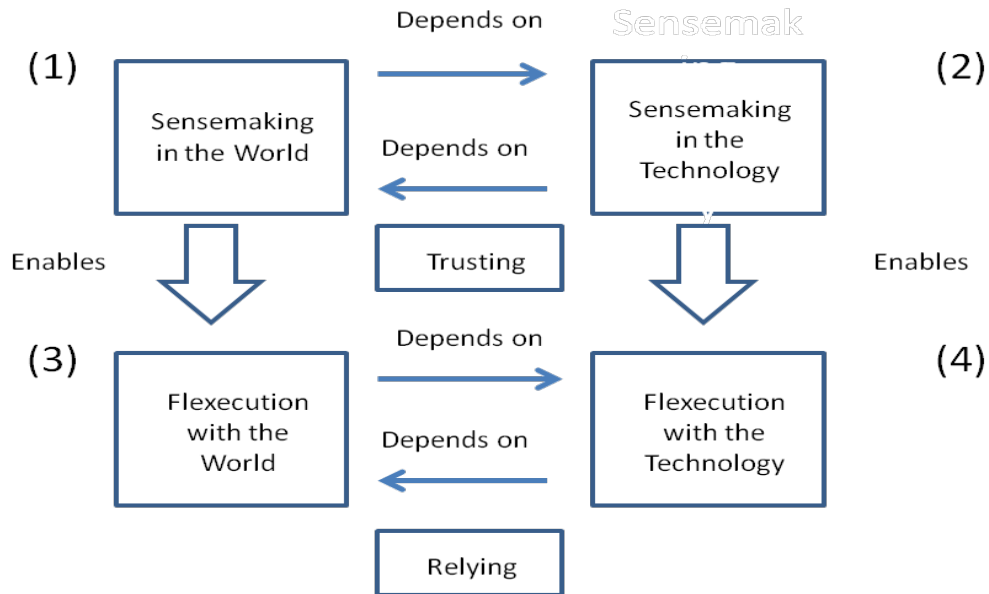 Depends on
Sensemak
(1)
(2)
Sensemaking
in the World
Sensemaking
in the
Technology
Depends on
y
Enables
Trusting
Enables
Depends on
(3)
(4)
Flexecution
with the
World
Flexecution
with the
Technology
Depends on
Relying